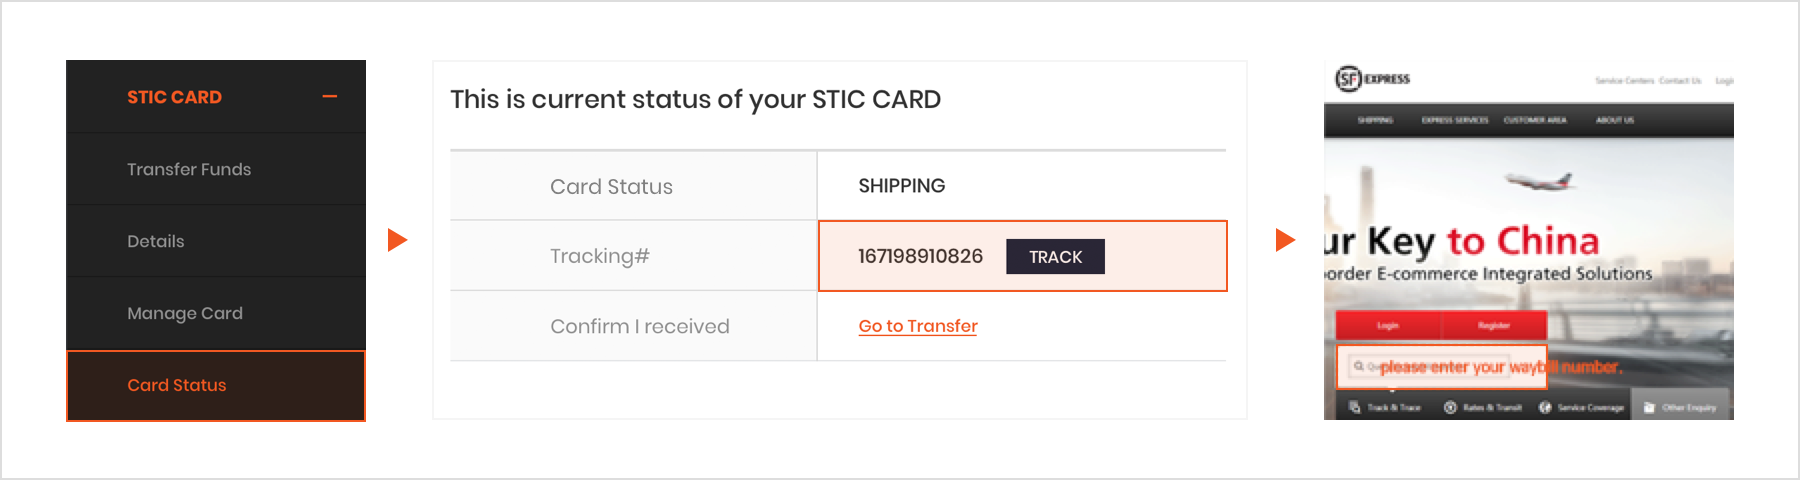 STIC CARD
Transfer Funds
Details
Manage Card
Card Status
This is current status of your STIC CARD
Card Status SHIPPING
Tracking# 167198910826 TRACK
Confirm I received Go to Transfer
SF EXPRESS
Service Centers Contact Us Login
SHIPPING EXPRESS SERVICES CUSTOMER AREA ABOUT US
ur Key to China
order E-commerce Integrated Solutions
Login Register
please enter your waybill number.
Track & Trace Rates & Transit Service Coverage Other Enquiry